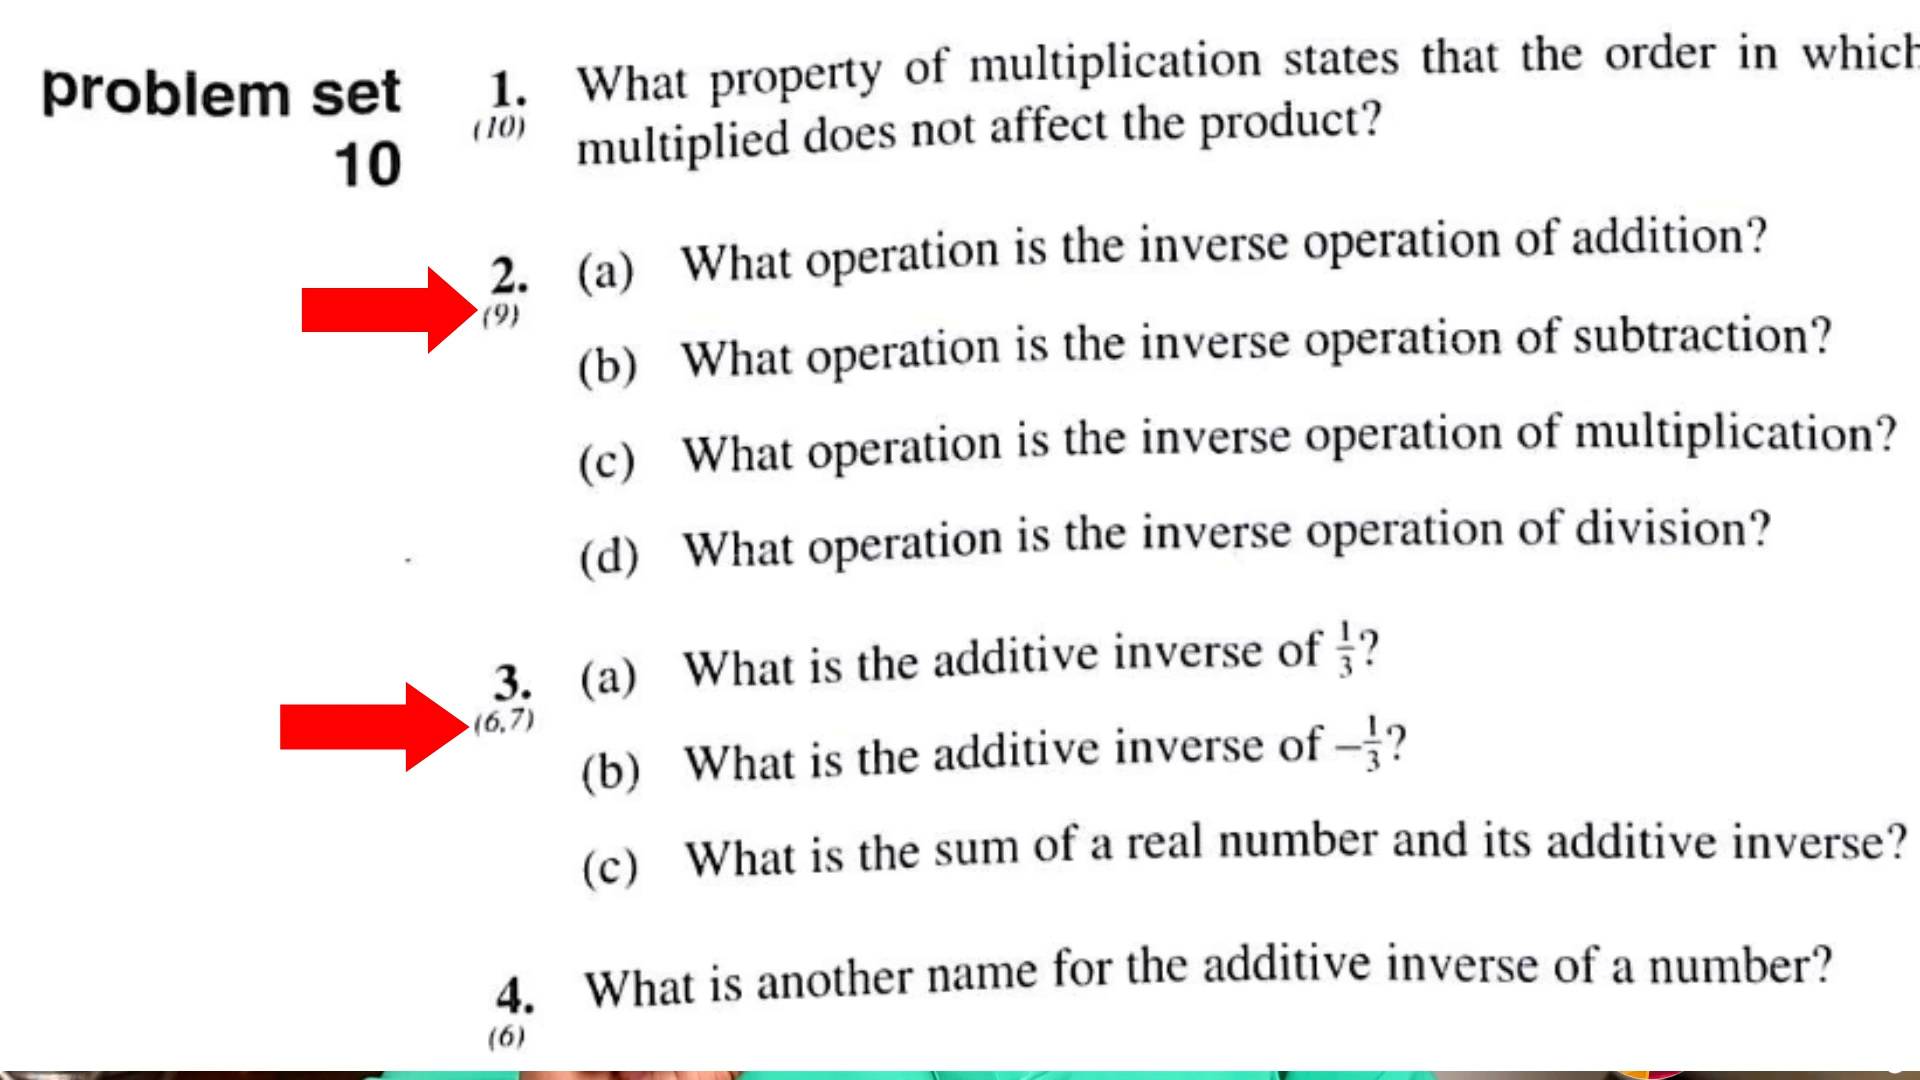 problem set
10
1. What property of multiplication states that the order in which
(10) multiplied does not affect the product?
2. (a) What operation is the inverse operation of addition?
(9)
(b) What operation is the inverse operation of subtraction?
(c) What operation is the inverse operation of multiplication?
(d) What operation is the inverse operation of division?
3. (a) What is the additive inverse of 1/3?
(6,7)
(b) What is the additive inverse of –1/3?
(c) What is the sum of a real number and its additive inverse?
4. What is another name for the additive inverse of a number?
(6)